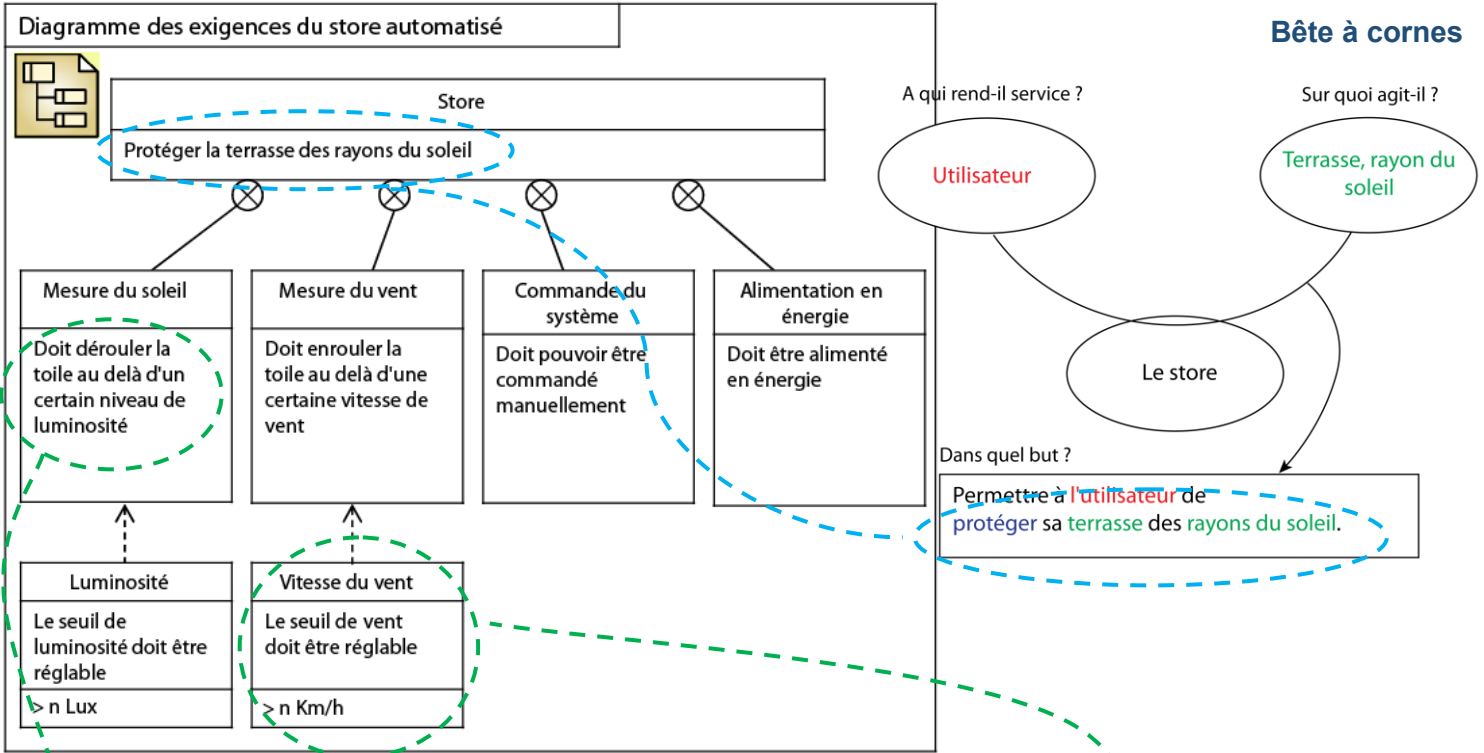 Diagramme des exigences du store automatisé
Store
Protéger la terrasse des rayons du soleil
Mesure du soleil
Doit dérouler la
toile au delà d'un
certain niveau de
luminosité
Mesure du vent
Doit enrouler la
toile au delà d'une
certaine vitesse de
vent
Commande du
système
Doit pouvoir être
commandé
manuellement
Alimentation en
énergie
Doit être alimenté
en énergie
Luminosité
Le seuil de
luminosité doit être
réglable
> n Lux
Vitesse du vent
Le seuil de vent
doit être réglable
> n Km/h
Bête à cornes
A qui rend-il service ?
Utilisateur
Sur quoi agit-il ?
Terrasse, rayon du
soleil
Le store
Dans quel but ?
Permettre à l'utilisateur de
protéger sa terrasse des rayons du soleil.